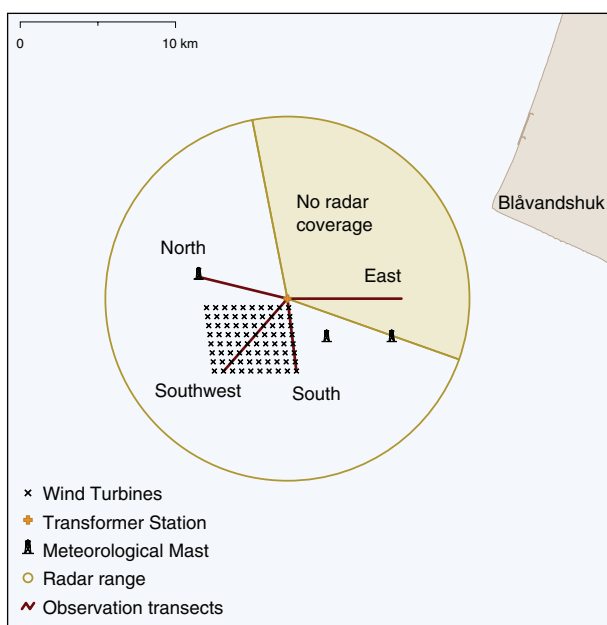 0
10 km
No radar
coverage
Blåvandshuk
North
East
Southwest
South
Wind Turbines
Transformer Station
Meteorological Mast
Radar range
Observation transects